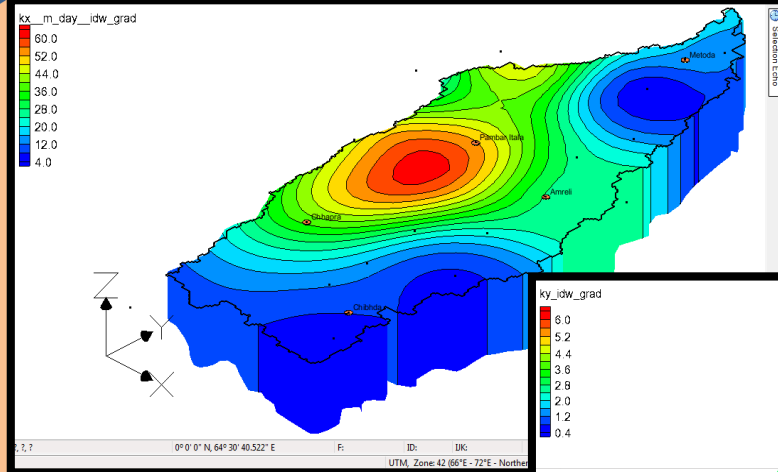 kx__m_day__idw_grad
60.0
52.0
44.0
36.0
28.0
20.0
12.0
4.0
Metoda
Pambar Itala
Amreli
Chhapra
Chibhda
Z
Y
X
Selection Echo
ky_idw_grad
6.0
5.2
4.4
3.6
2.8
2.0
1.2
0.4
?, ?, ?
0° 0' 0" N, 64° 30' 40.522" E
F:
ID:
IJK:
UTM, Zone: 42 (66°E - 72°E - Norther